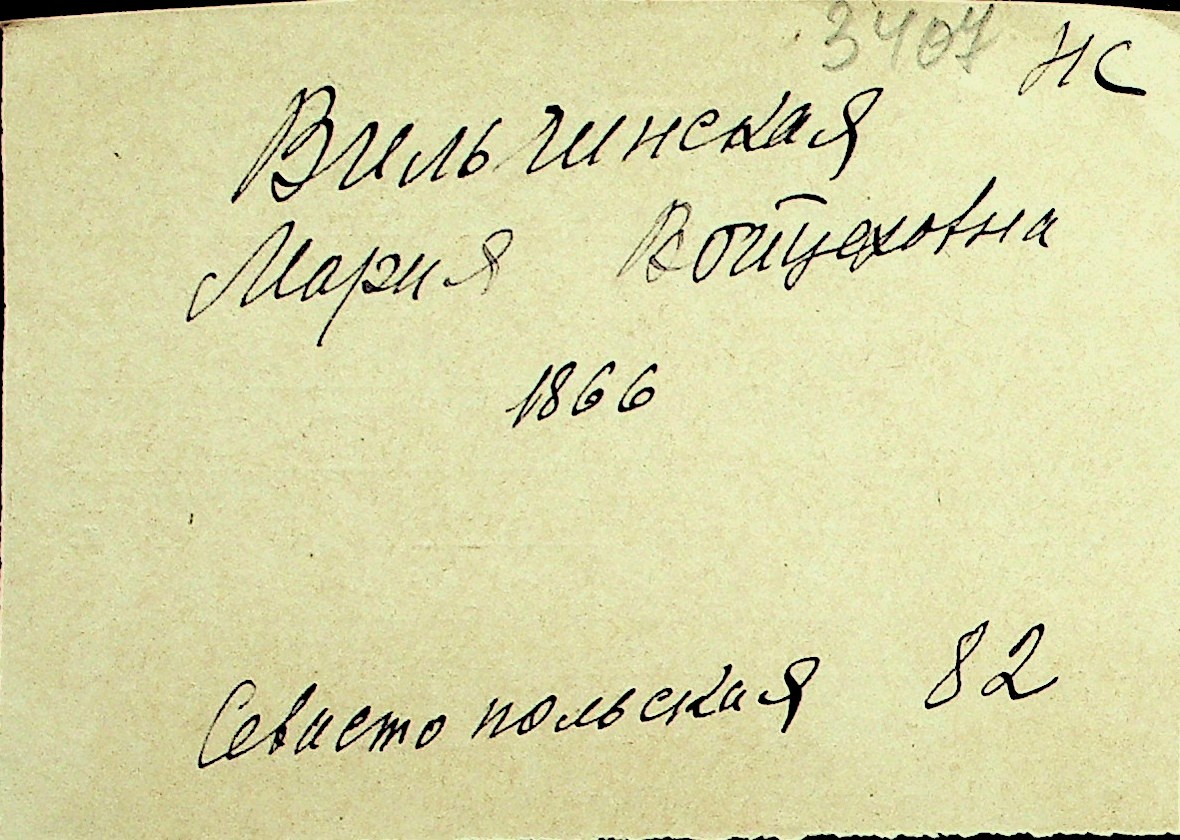 3407 НС
Вильчинская
Мария Войцеховна
1866
Севастопольская 82